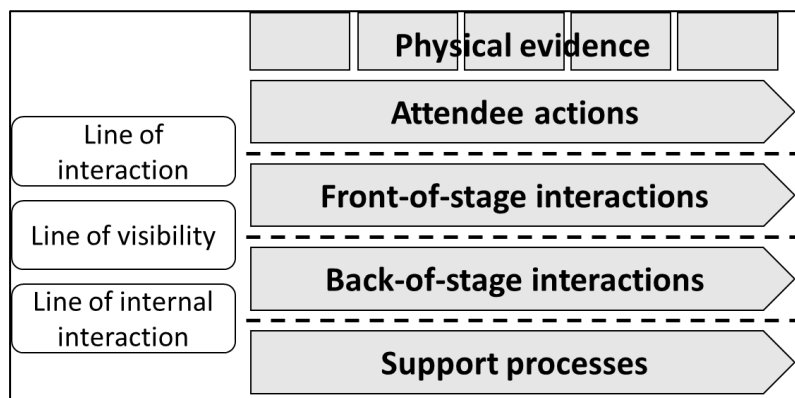 Physical evidence
Attendee actions
Line of
interaction
Front-of-stage interactions
Line of visibility
Back-of-stage interactions
Line of internal
interaction
Support processes